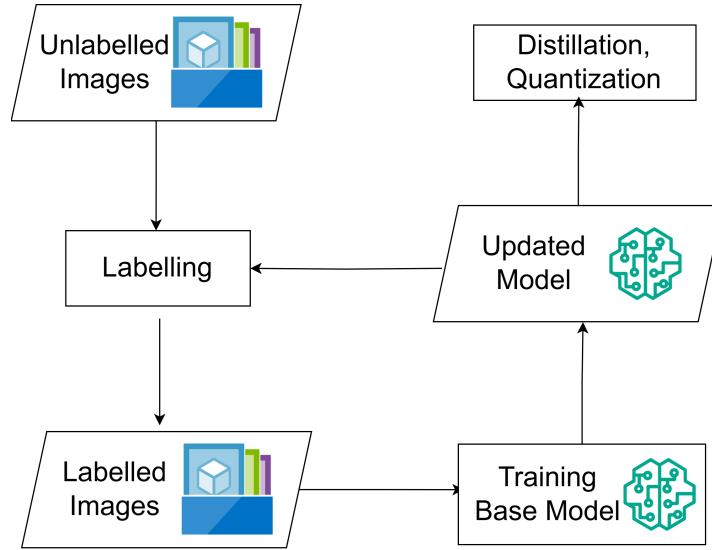 Unlabelled
Images
Distillation,
Quantization
Labelling
Updated
Model
Labelled
Images
Training
Base Model